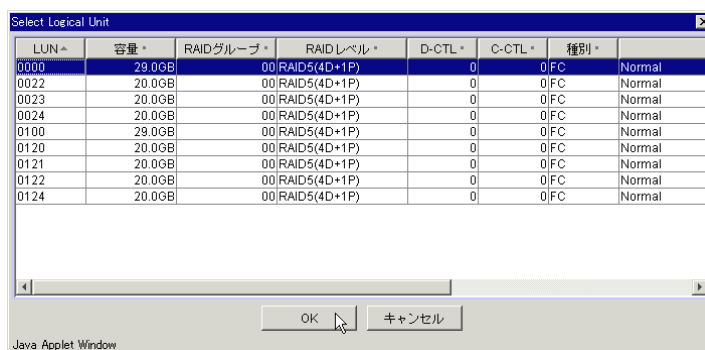 Select Logical Unit
LUN 容量 RAIDグループ RAIDレベル D-CTL C-CTL 種別
0000 29.0GB 00 RAID5(4D+1P) 0 0 FC Normal
0022 20.0GB 00 RAID5(4D+1P) 0 0 FC Normal
0023 20.0GB 00 RAID5(4D+1P) 0 0 FC Normal
0024 20.0GB 00 RAID5(4D+1P) 0 0 FC Normal
0100 29.0GB 00 RAID5(4D+1P) 0 0 FC Normal
0120 20.0GB 00 RAID5(4D+1P) 0 0 FC Normal
0121 20.0GB 00 RAID5(4D+1P) 0 0 FC Normal
0122 20.0GB 00 RAID5(4D+1P) 0 0 FC Normal
0124 20.0GB 00 RAID5(4D+1P) 0 0 FC Normal
OK キャンセル
Java Applet Window